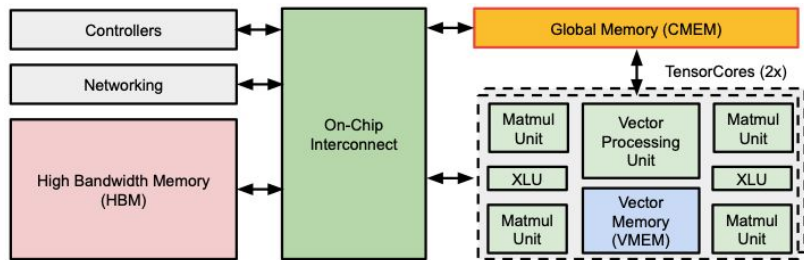 Controllers
Networking
High Bandwidth Memory
(HBM)
On-Chip
Interconnect
Global Memory (CMEM)
TensorCores (2x)
Matmul
Unit
Vector
Processing
Unit
Matmul
Unit
XLU
XLU
Matmul
Unit
Vector
Memory
(VMEM)
Matmul
Unit